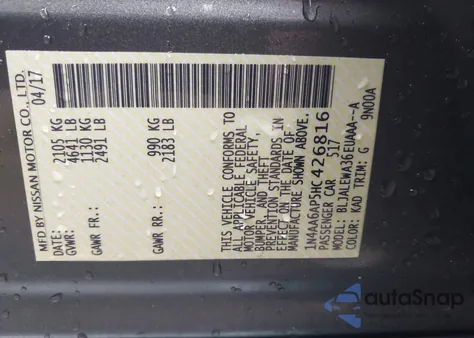 MFD BY NISSAN MOTOR CO., LTD.
04/17
GVWR: 2105 KG
4641 LB
GAWR FR: 1130 KG
2491 LB
GAWR RR: 990 KG
2183 LB
THIS VEHICLE CONFORMS TO
ALL APPLICABLE FEDERAL
MOTOR VEHICLE SAFETY,
BUMPER, AND THEFT
PREVENTION STANDARDS IN
EFFECT ON THE DATE OF
MANUFACTURE SHOWN ABOVE.
1N4AA6AP5HC426816
PASSENGER CAR 517
MODEL: BLJALEWA36EUAAA--A
COLOR: KAD TRIM: G 9N00A
autoSnap